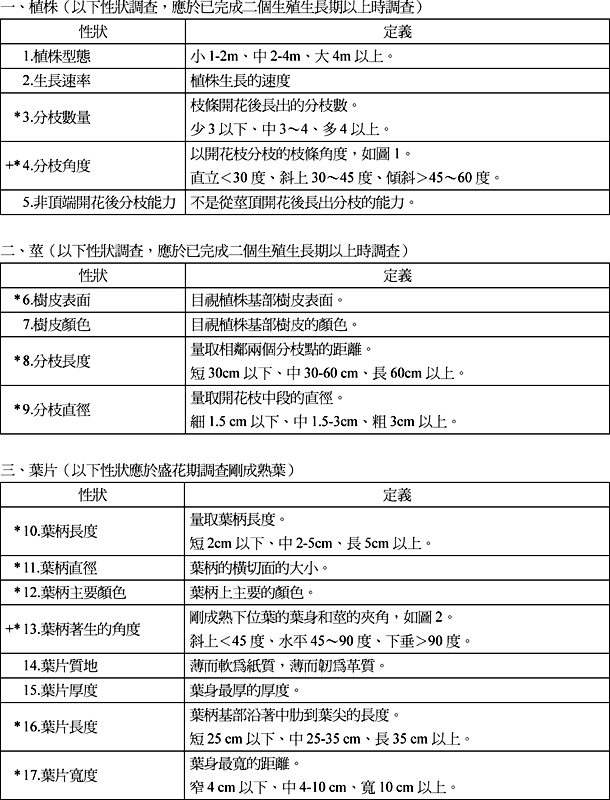 一、植株（以下性狀調查，應於已完成二個生殖生長期以上時調查）
性狀 定義
1.植株型態 小 1-2m、中 2-4m、大 4m 以上。
2.生長速率 植株生長的速度
*3.分枝數量 枝條開花後長出的分枝數。
少 3 以下、中 3～4、多 4 以上。
+*4.分枝角度 以開花枝分枝的枝條角度，如圖 1。
直立＜30 度、斜上 30～45 度、傾斜＞45～60 度。
5.非頂端開花後分枝能力 不是從莖頂開花後長出分枝的能力。
二、莖（以下性狀調查，應於已完成二個生殖生長期以上時調查）
性狀 定義
*6.樹皮表面 目視植株基部樹皮表面。
7.樹皮顏色 目視植株基部樹皮的顏色。
*8.分枝長度 量取相鄰兩個分枝點的距離。
短 30cm 以下、中 30-60 cm、長 60cm 以上。
*9.分枝直徑 量取開花枝中段的直徑。
細 1.5 cm 以下、中 1.5-3cm、粗 3cm 以上。
三、葉片（以下性狀應於盛花期調查剛成熟葉）
性狀 定義
*10.葉柄長度 量取葉柄長度。
短 2cm 以下、中 2-5cm、長 5cm 以上。
*11.葉柄直徑 葉柄的橫切面的大小。
*12.葉柄主要顏色 葉柄上主要的顏色。
+*13.葉柄著生的角度 剛成熟下位葉的葉身和莖的夾角，如圖 2。
斜上＜45 度、水平 45～90 度、下垂＞90 度。
14.葉片質地 薄而軟爲紙質，薄而韌爲革質。
15.葉片厚度 葉身最厚的厚度。
*16.葉片長度 葉柄基部沿著中肋到葉尖的長度。
短 25 cm 以下、中 25-35 cm、長 35 cm 以上。
*17.葉片寬度 葉身最寬的距離。
窄 4 cm 以下、中 4-10 cm、寬 10 cm 以上。